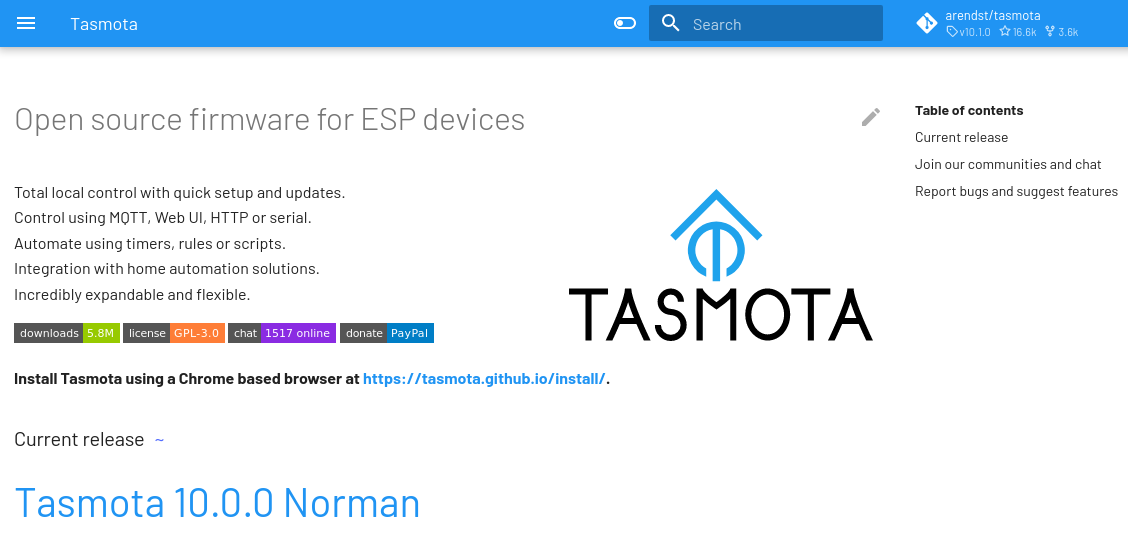 Tasmota
Search
arendst/tasmota
v10.1.0 16.6k 3.6k
Open source firmware for ESP devices
Table of contents
Current release
Join our communities and chat
Report bugs and suggest features
Total local control with quick setup and updates.
Control using MQTT, Web UI, HTTP or serial.
Automate using timers, rules or scripts.
Integration with home automation solutions.
Incredibly expandable and flexible.
TASMOTA
downloads 5.8M license GPL-3.0 chat 1517 online donate PayPal
Install Tasmota using a Chrome based browser at https://tasmota.github.io/install/.
Current release ~
Tasmota 10.0.0 Norman